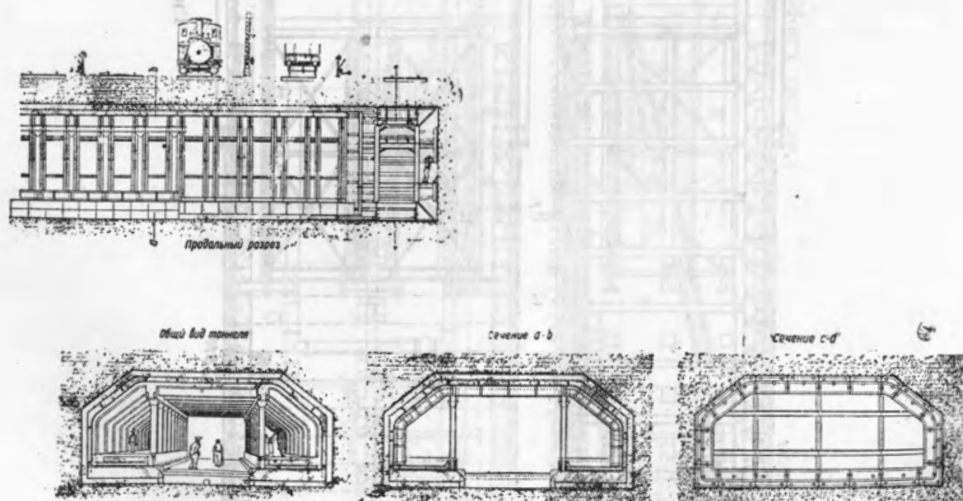 Продольный разрез
Общий вид тоннеля
Сечение a-b
Сечение c-d